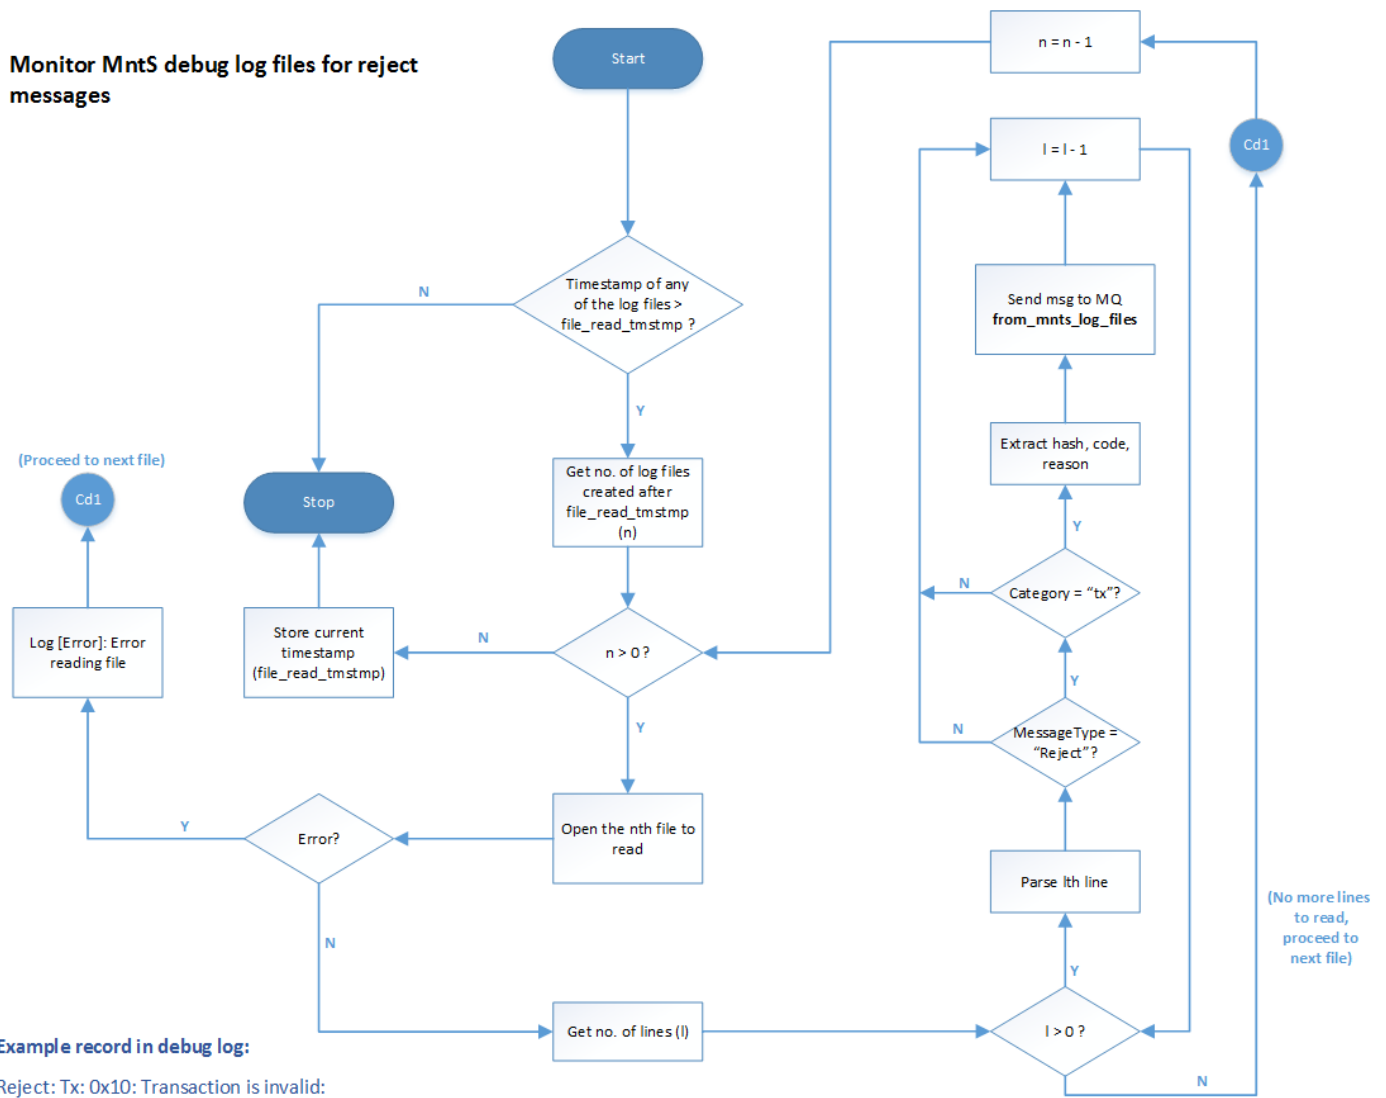 Monitor MntS debug log files for reject
messages
Start
n = n - 1
Cd1
l = l - 1
Timestamp of any
of the log files >
file_read_tmstmp ?
N
Y
Send msg to MQ
from_mnts_log_files
Extract hash, code,
reason
Y
(Proceed to next file)
Cd1
Stop
Get no. of log files
created after
file_read_tmstmp
(n)
Category = “tx”?
N
Y
Log [Error]: Error
reading file
Store current
timestamp
(file_read_tmstmp)
N
n > 0 ?
Y
MessageType =
“Reject”?
N
Y
Error?
N
Open the nth file to
read
Parse lth line
(No more lines
to read,
proceed to
next file)
Y
Get no. of lines (l)
l > 0 ?
N
Example record in debug log:
Reject: Tx: 0x10: Transaction is invalid: